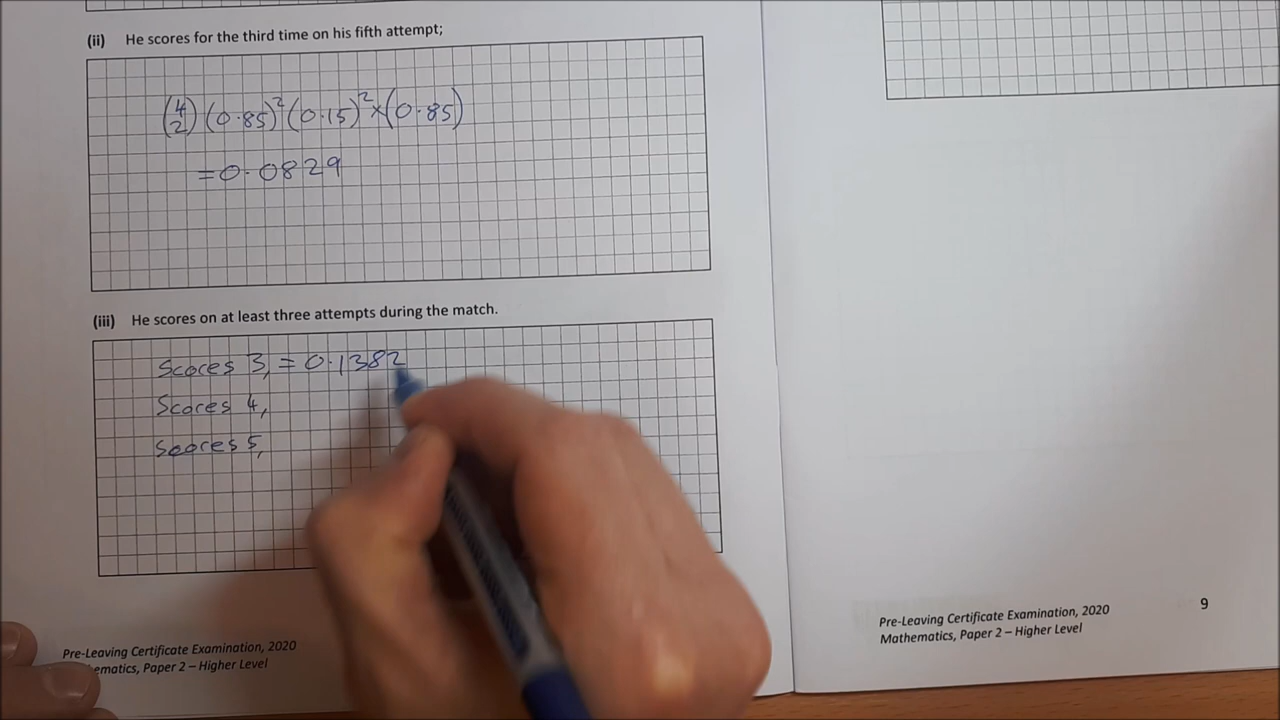 (ii) He scores for the third time on his fifth attempt;
(4 2)(0.85)²(0.15)²×(0.85)
=0.0829
(iii) He scores on at least three attempts during the match.
Scores 3, = 0.1382
Scores 4,
Scores 5,
Pre-Leaving Certificate Examination, 2020
ematics, Paper 2 – Higher Level
Pre-Leaving Certificate Examination, 2020
Mathematics, Paper 2 – Higher Level
9